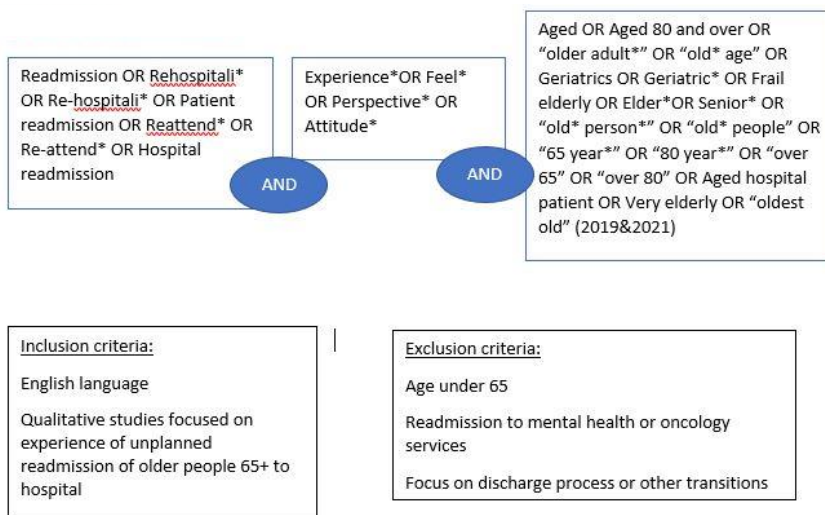 Readmission OR Rehospitali*
OR Re-hospitali* OR Patient
readmission OR Reattend* OR
Re-attend* OR Hospital
readmission
AND
Experience*OR Feel*
OR Perspective* OR
Attitude*
AND
Aged OR Aged 80 and over OR
“older adult*” OR “old* age” OR
Geriatrics OR Geriatric* OR Frail
elderly OR Elder*OR Senior* OR
“old* person*” OR “old* people” OR
“65 year*” OR “80 year*” OR “over
65” OR “over 80” OR Aged hospital
patient OR Very elderly OR “oldest
old” (2019&2021)
Inclusion criteria:
English language
Qualitative studies focused on
experience of unplanned
readmission of older people 65+ to
hospital
Exclusion criteria:
Age under 65
Readmission to mental health or oncology
services
Focus on discharge process or other transitions